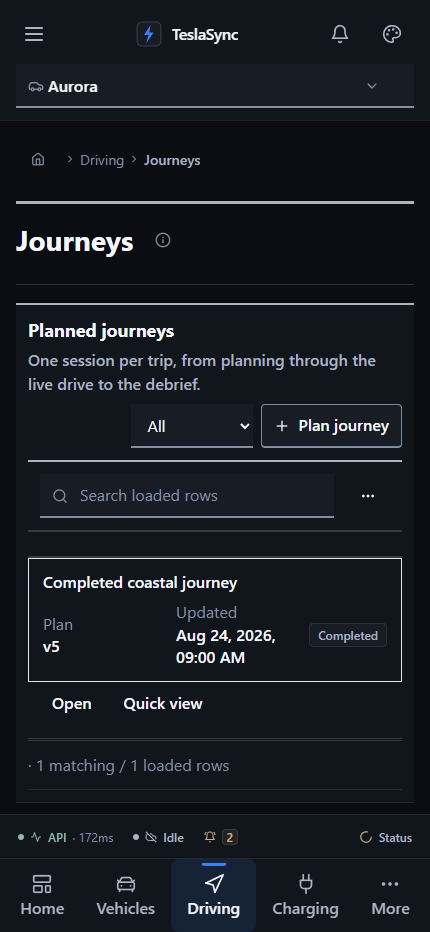 TeslaSync
Aurora
Driving
Journeys
Journeys
Planned journeys
One session per trip, from planning through the
live drive to the debrief.
All
Plan journey
Search loaded rows
Completed coastal journey
Plan
v5
Updated
Aug 24, 2026,
09:00 AM
Completed
Open
Quick view
· 1 matching / 1 loaded rows
API · 172ms
Idle
2
Status
Home
Vehicles
Driving
Charging
More